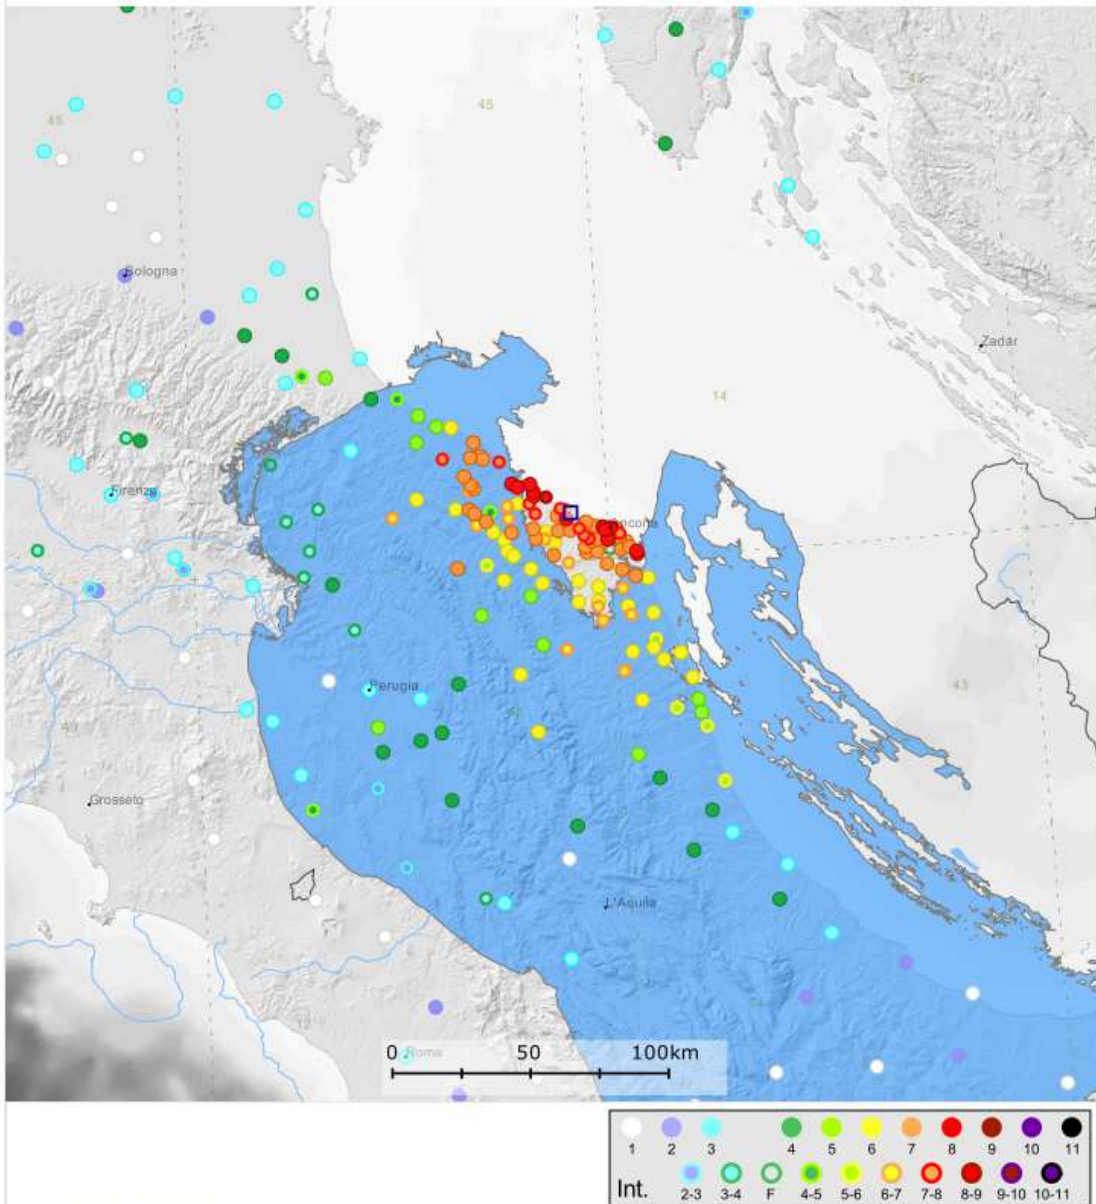 45
45
45
Bologna
Zadar
14
Firenze
Ancona
Perugia
43
43
Grosseto
L'Aquila
0 50 100km
Roma
1 2 3 4 5 6 7 8 9 10 11
Int. 2-3 3-4 F 4-5 5-6 6-7 7-8 8-9 9-10 10-11